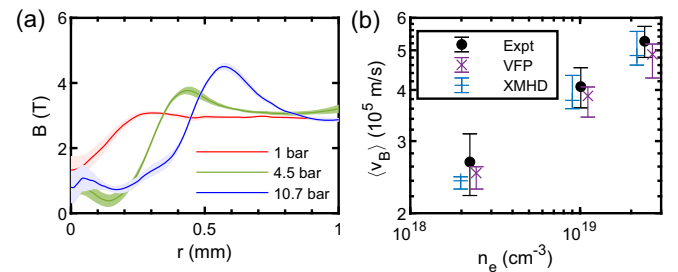 (a)
B (T)
6
4
2
0
1 bar
4.5 bar
10.7 bar
0
0.5
1
r (mm)
(b)
⟨v_B⟩ (10^5 m/s)
6
5
4
3
2
Expt
VFP
XMHD
10^18
10^19
n_e (cm^-3)